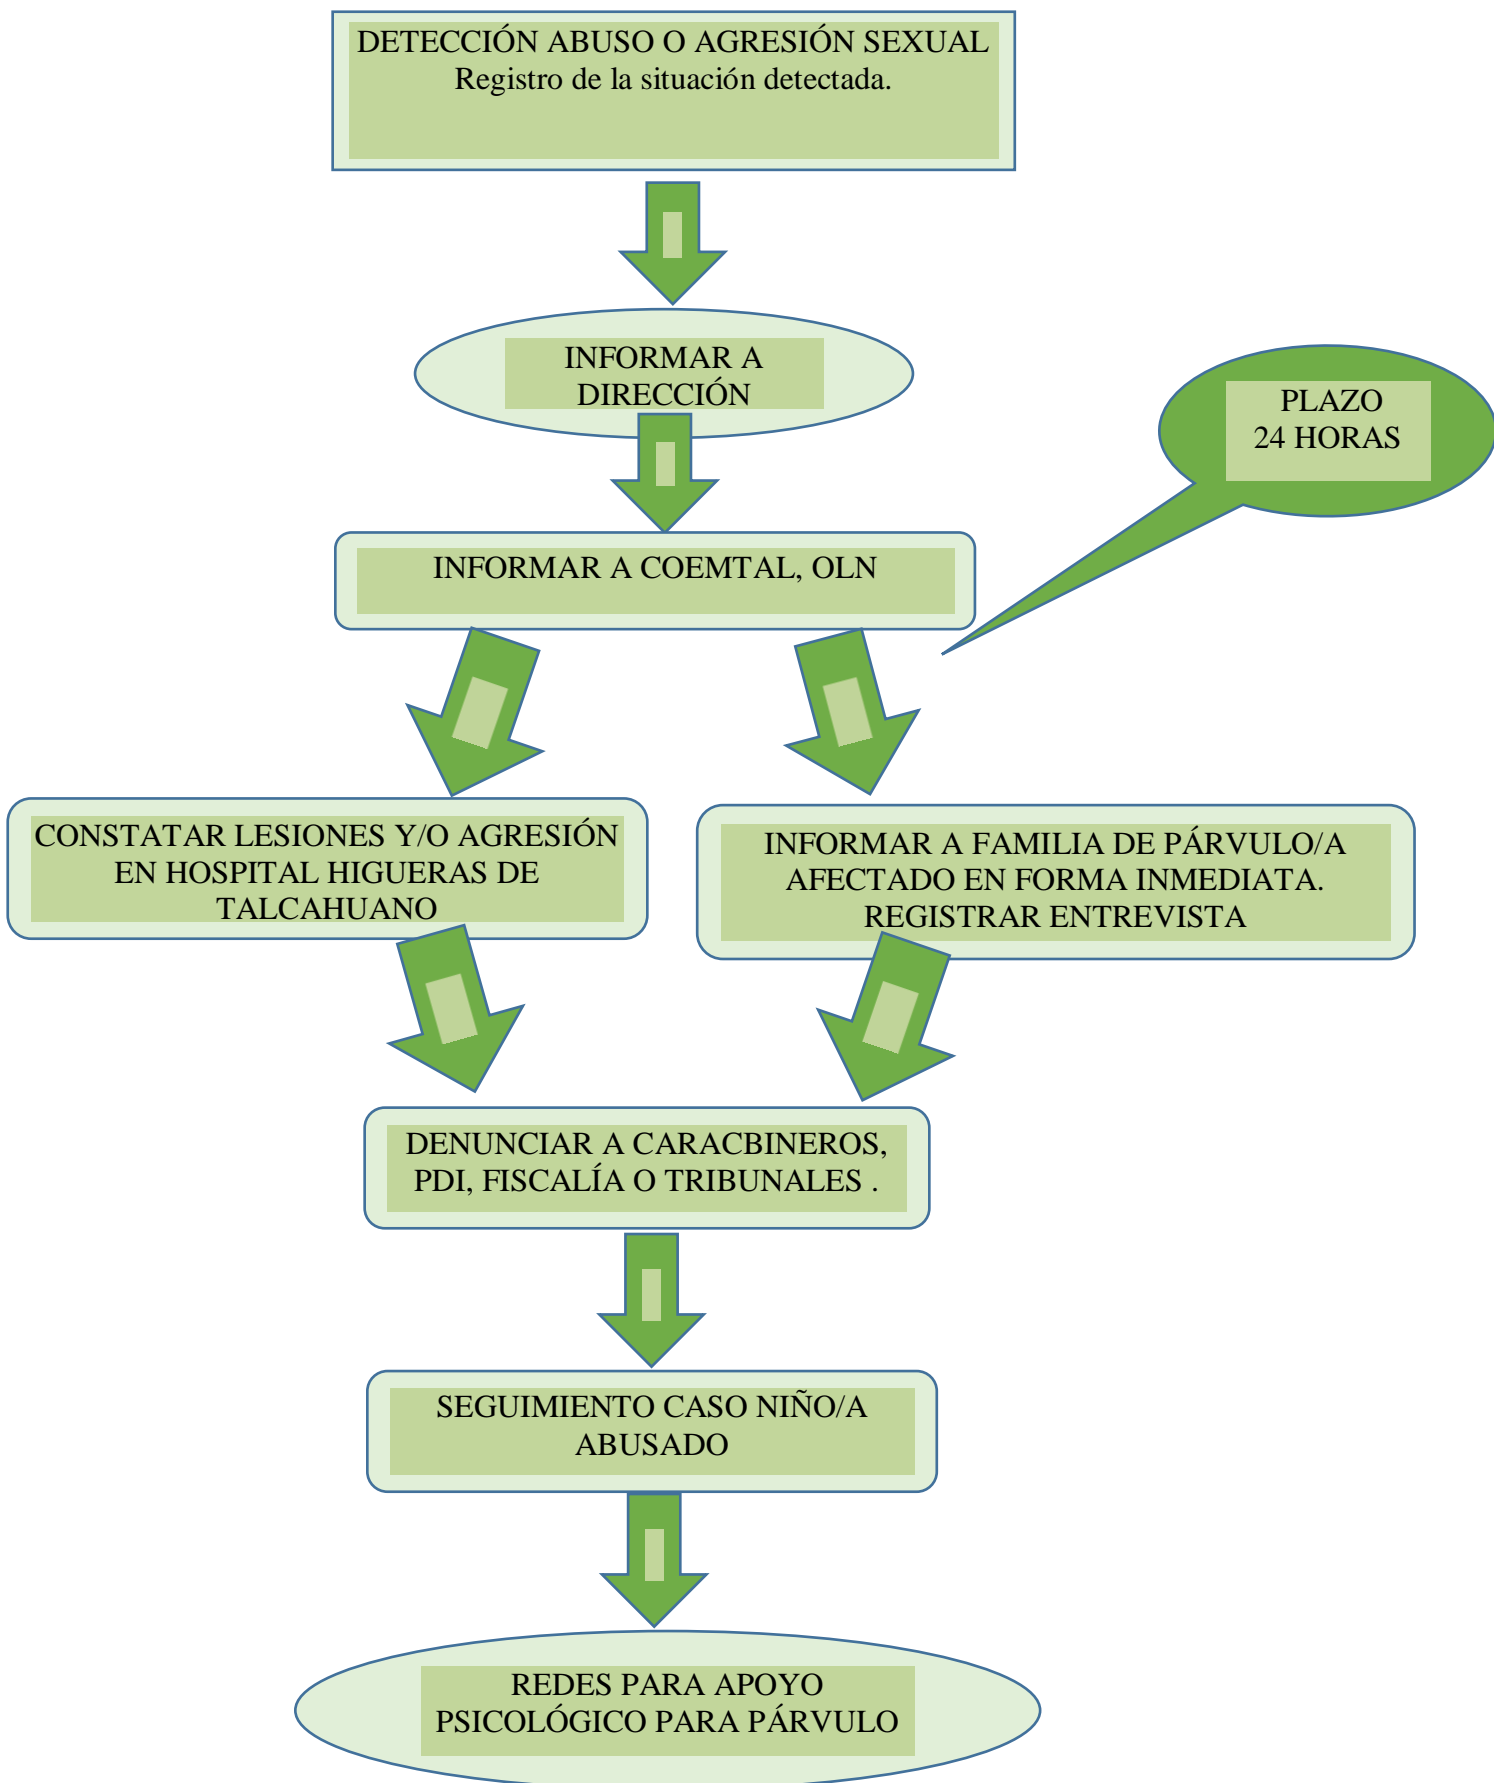 DETECCIÓN ABUSO O AGRESIÓN SEXUAL
Registro de la situación detectada.
INFORMAR A
DIRECCIÓN
PLAZO
24 HORAS
INFORMAR A COEMTAL, OLN
CONSTATAR LESIONES Y/O AGRESIÓN
EN HOSPITAL HIGUERAS DE
TALCAHUANO
INFORMAR A FAMILIA DE PÁRVULO/A
AFECTADO EN FORMA INMEDIATA.
REGISTRAR ENTREVISTA
DENUNCIAR A CARACBINEROS,
PDI, FISCALÍA O TRIBUNALES .
SEGUIMIENTO CASO NIÑO/A
ABUSADO
REDES PARA APOYO
PSICOLÓGICO PARA PÁRVULO